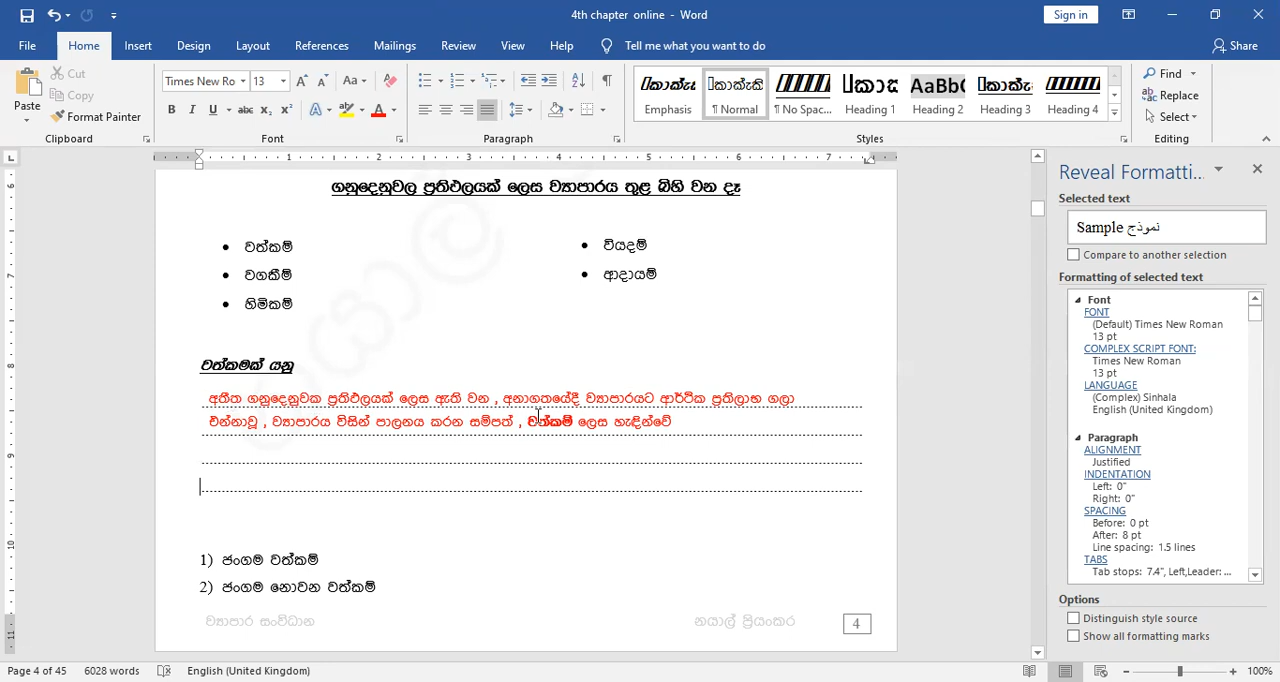 4th chapter online - Word
Sign in
File Home Insert Design Layout References Mailings Review View Help Tell me what you want to do Share
Paste Cut Copy Format Painter
Times New Ro 13
Emphasis ¶ Normal ¶ No Spac... Heading 1 Heading 2 Heading 3 Heading 4
Find Replace Select
Clipboard Font Paragraph Styles Editing
ගනුදෙනුවල ප්‍රතිඵලයක් ලෙස ව්‍යාපාරය තුළ බිහි වන දෑ
• වත්කම්
• වගකීම්
• හිමිකම්
• වියදම්
• ආදායම්
වත්කමක් යනු
අතීත ගනුදෙනුවක ප්‍රතිඵලයක් ලෙස ඇති වන , අනාගතයේදී ව්‍යාපාරයට ආර්ථික ප්‍රතිලාභ ගලා
එන්නාවූ , ව්‍යාපාරය විසින් පාලනය කරන සම්පත් , වත්කම් ලෙස හැඳින්වේ
1) ජංගම වත්කම්
2) ජංගම නොවන වත්කම්
ව්‍යාපාර සංවිධාන නයාල් ප්‍රියංකර 4
Reveal Formatti...
Selected text
Sample نموذج
Compare to another selection
Formatting of selected text
Font
FONT
(Default) Times New Roman
13 pt
COMPLEX SCRIPT FONT:
Times New Roman
13 pt
LANGUAGE
(Complex) Sinhala
English (United Kingdom)
Paragraph
ALIGNMENT
Justified
INDENTATION
Left: 0"
Right: 0"
SPACING
Before: 0 pt
After: 8 pt
Line spacing: 1.5 lines
TABS
Tab stops: 7.4", Left,Leader: ...
Options
Distinguish style source
Show all formatting marks
Page 4 of 45 6028 words English (United Kingdom) 100%